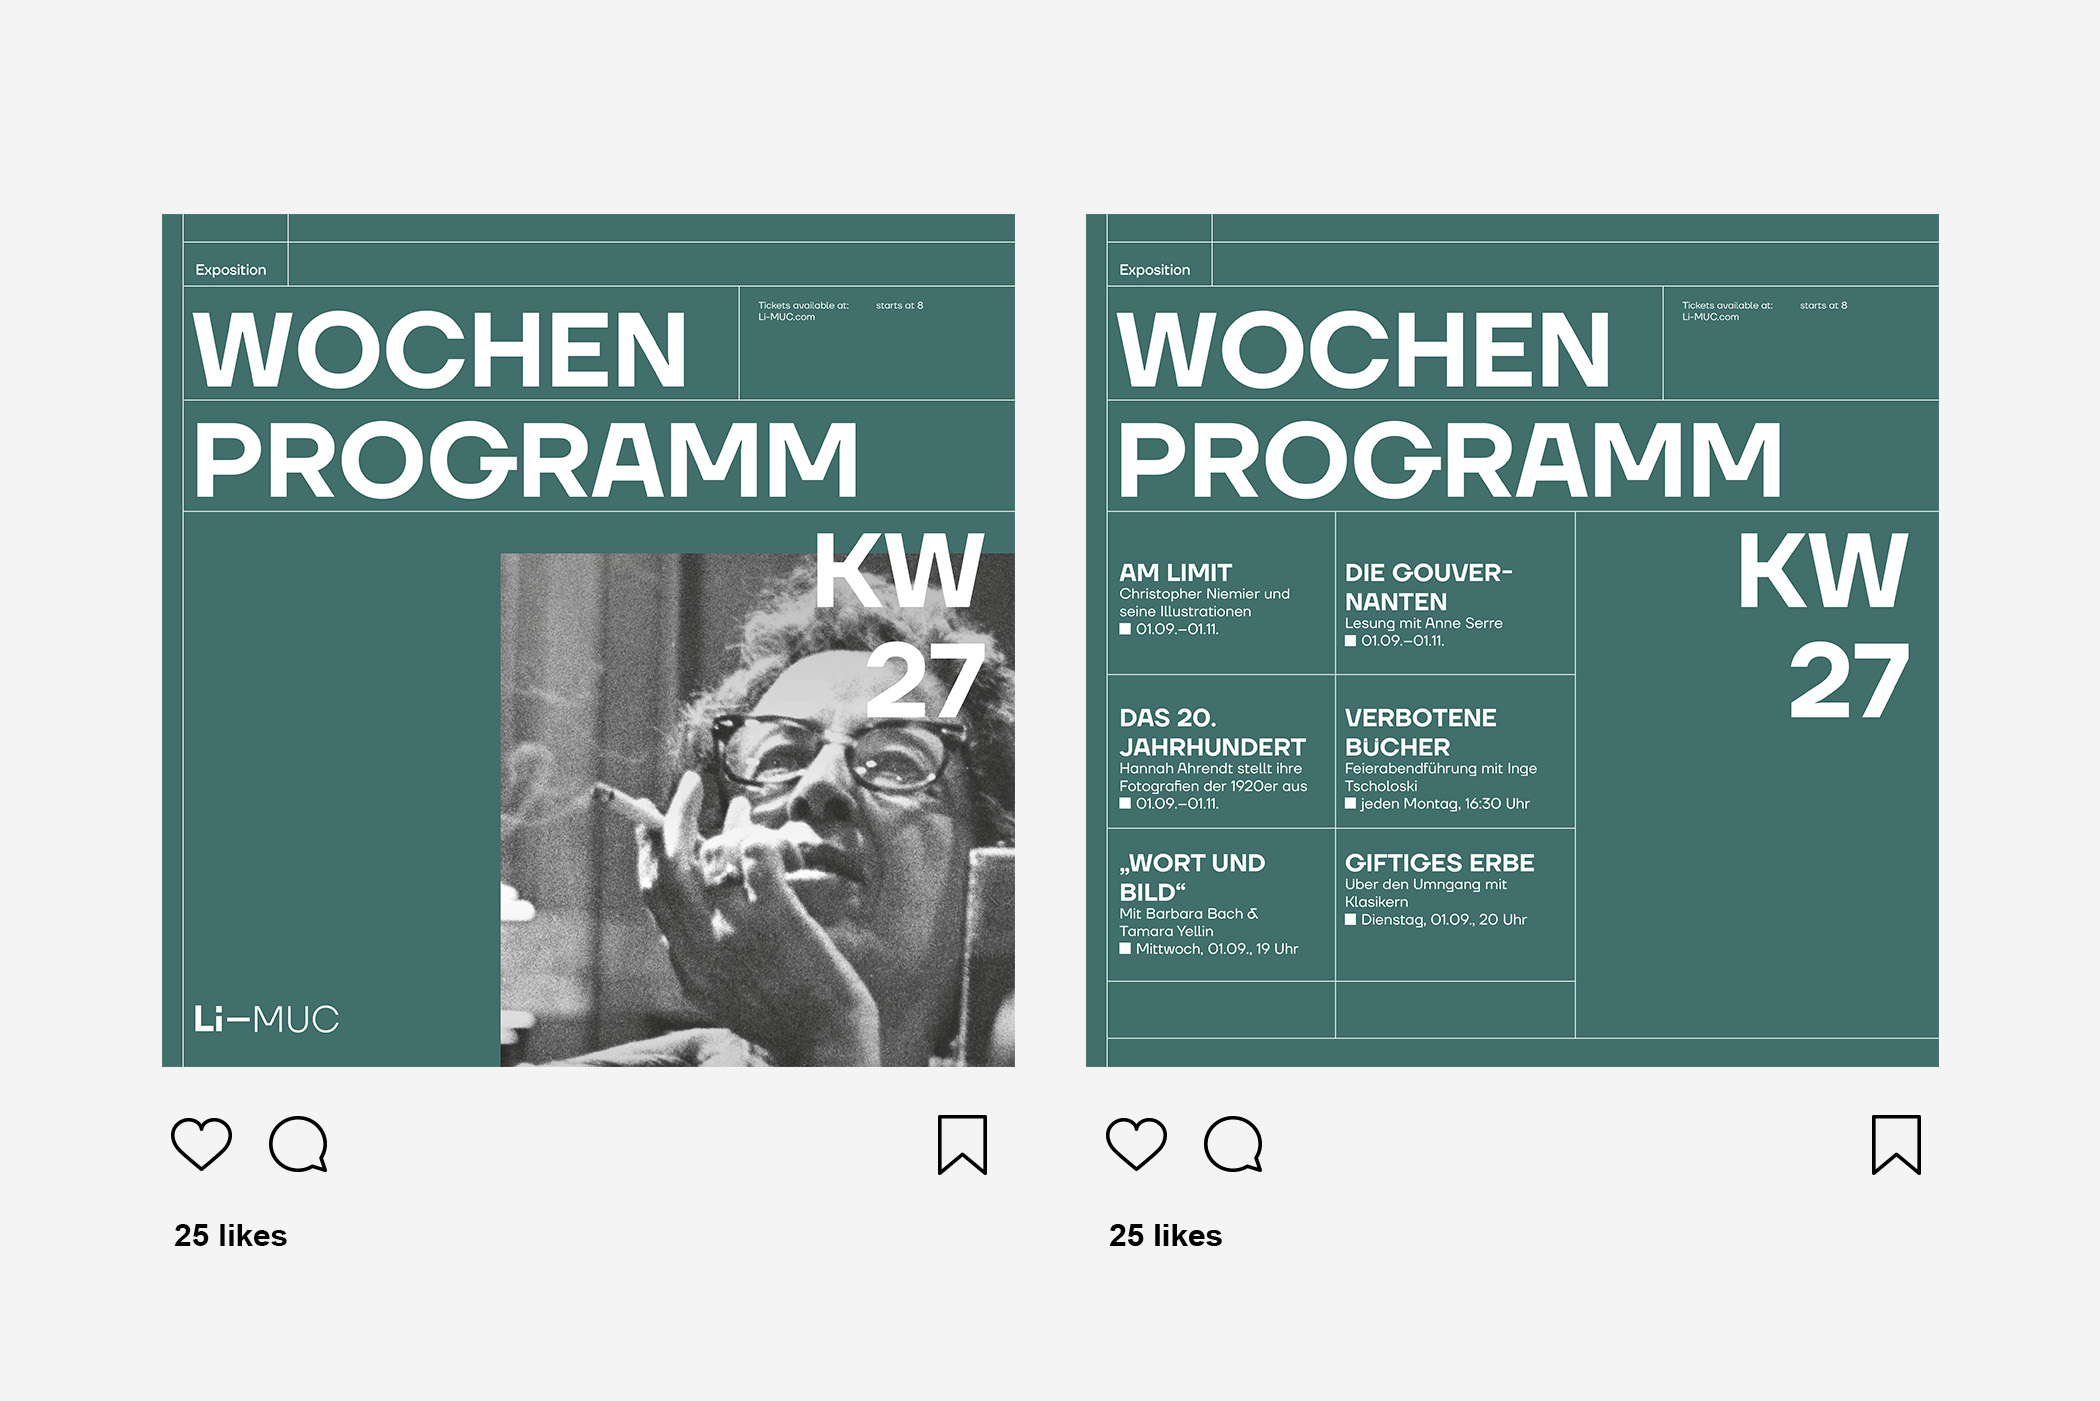 Exposition
WOCHEN
Tickets available at:
Li-MUC.com
starts at 8
PROGRAMM
KW
27
Li—MUC
25 likes
Exposition
WOCHEN
Tickets available at:
Li-MUC.com
starts at 8
PROGRAMM
KW
27
AM LIMIT
Christopher Niemier und
seine Illustrationen
01.09.—01.11.
DIE GOUVER-
NANTEN
Lesung mit Anne Serre
01.09.—01.11.
DAS 20.
JAHRHUNDERT
Hannah Ahrendt stellt ihre
Fotografien der 1920er aus
01.09.—01.11.
VERBOTENE
BÜCHER
Feierabendführung mit Inge
Tscholoski
jeden Montag, 16:30 Uhr
„WORT UND
BILD“
Mit Barbara Bach &
Tamara Yellin
Mittwoch, 01.09., 19 Uhr
GIFTIGES ERBE
Uber den Umngang mit
Klasikern
Dienstag, 01.09., 20 Uhr
25 likes